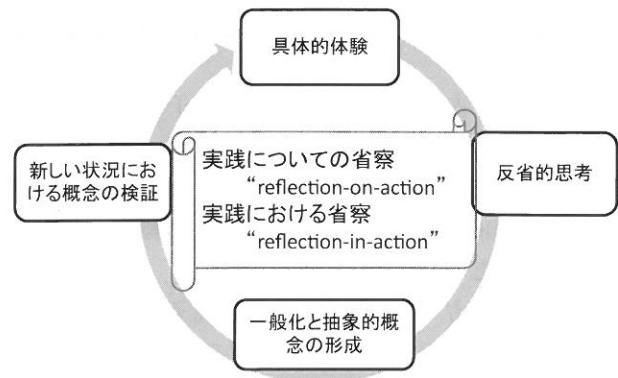 具体的体験
新しい状況にお
ける概念の検証
実践についての省察
“reflection-on-action”
実践における省察
“reflection-in-action”
反省的思考
一般化と抽象的概
念の形成